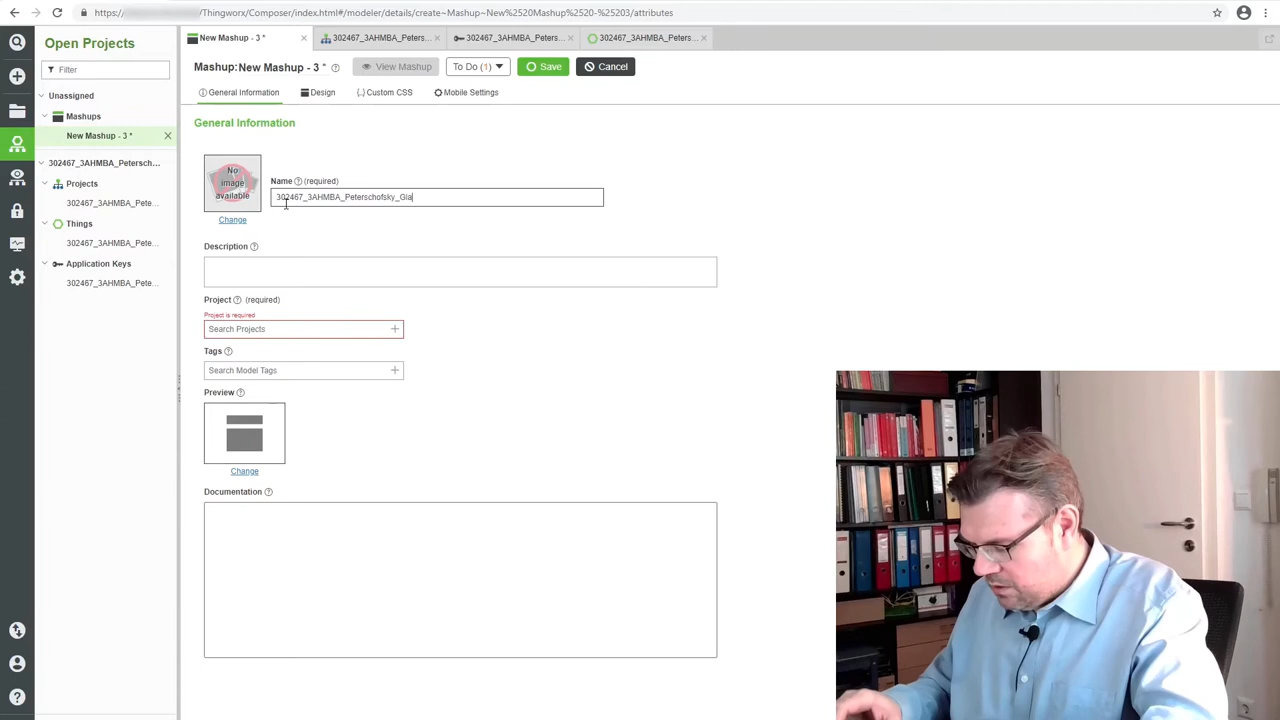 https:// /Thingworx/Composer/index.html#/modeler/details/create~Mashup~New%2520Mashup%2520-%25203/attributes
Open Projects
Filter
Unassigned
Mashups
New Mashup - 3 *
302467_3AHMBA_Petersch...
Projects
302467_3AHMBA_Pete...
Things
302467_3AHMBA_Pete...
Application Keys
302467_3AHMBA_Pete...
New Mashup - 3 *
302467_3AHMBA_Peters...
302467_3AHMBA_Peters...
302467_3AHMBA_Peters...
Mashup:New Mashup - 3 *
View Mashup
To Do (1)
Save
Cancel
General Information
Design
Custom CSS
Mobile Settings
General Information
No image available
Change
Name (required)
302467_3AHMBA_Peterschofsky_Gla
Description
Project (required)
Project is required
Search Projects
Tags
Search Model Tags
Preview
Change
Documentation